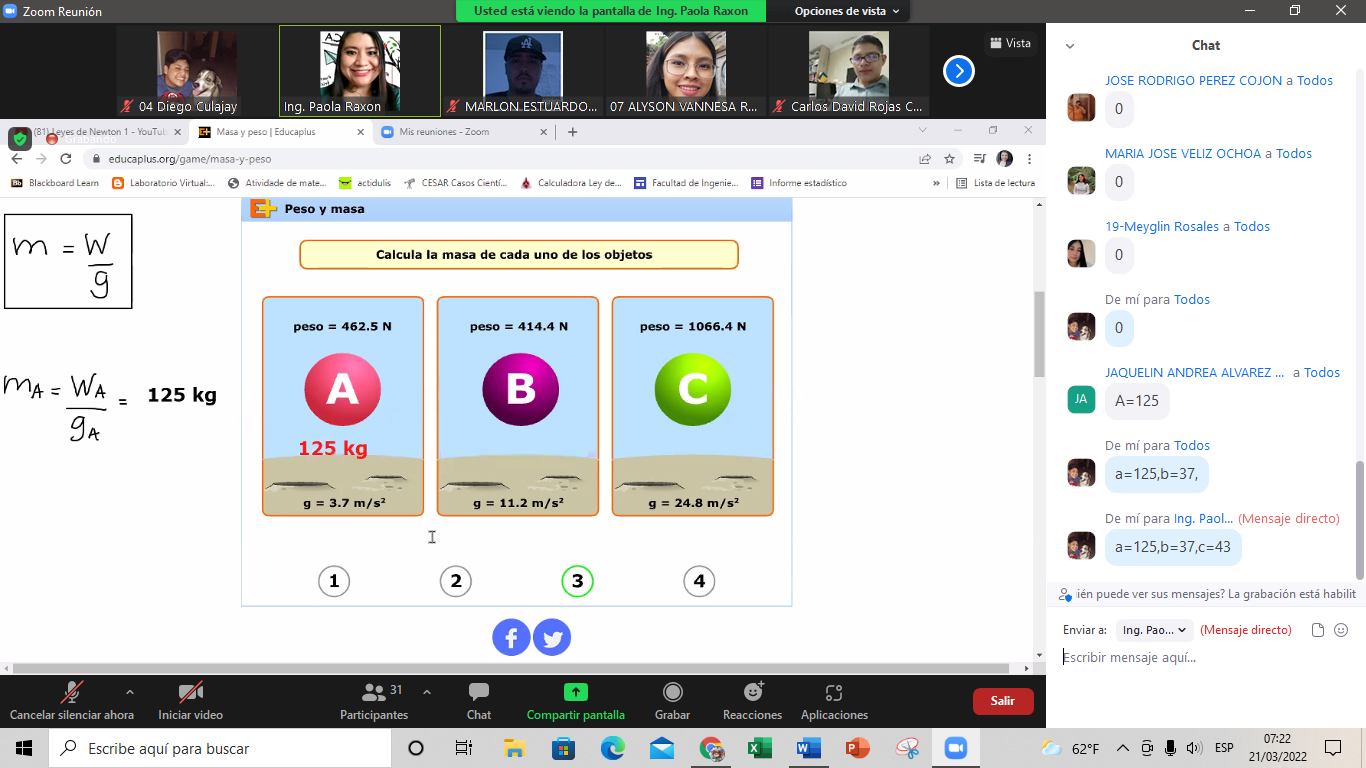 Zoom Reunión
Usted está viendo la pantalla de Ing. Paola Raxon
Opciones de vista
04 Diego Culajay
Ing. Paola Raxon
MARLON ESTUARDO...
07 ALYSON VANNESA R...
Carlos David Rojas C...
Vista
(81) Leyes de Newton 1 - YouTu
Masa y peso | Educaplus
Mis reuniones - Zoom
educaplus.org/game/masa-y-peso
Blackboard Learn
Laboratorio Virtual:...
Atividade de mate...
actidulis
CESAR Casos Cientí...
Calculadora Ley de...
Facultad de Ingenie...
Informe estadístico
»
Lista de lectura
m = W/g
mA = WA/gA = 125 kg
Peso y masa
Calcula la masa de cada uno de los objetos
peso = 462.5 N
A
125 kg
g = 3.7 m/s²
peso = 414.4 N
B
g = 11.2 m/s²
peso = 1066.4 N
C
g = 24.8 m/s²
1 2 3 4
Chat
JOSE RODRIGO PEREZ COJON a Todos
0
MARIA JOSE VELIZ OCHOA a Todos
0
19-Meyglin Rosales a Todos
0
De mí para Todos
0
JAQUELIN ANDREA ALVAREZ ... a Todos
JA
A=125
De mí para Todos
a=125,b=37,
De mí para Ing. Paol... (Mensaje directo)
a=125,b=37,c=43
ién puede ver sus mensajes? La grabación está habilit
Enviar a: Ing. Pao... (Mensaje directo)
Escribir mensaje aquí...
Cancelar silenciar ahora
Iniciar video
31
Participantes
Chat
Compartir pantalla
Grabar
Reacciones
Aplicaciones
Salir
Escribe aquí para buscar
62°F
ESP
07:22
21/03/2022